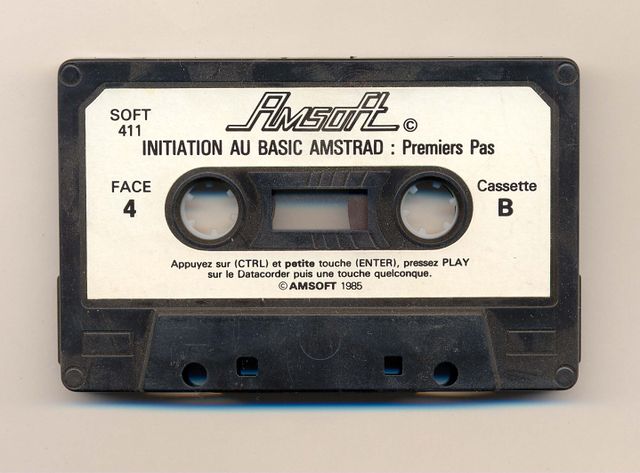 Amsoft ©
SOFT
411
INITIATION AU BASIC AMSTRAD : Premiers Pas
FACE
4
Cassette
B
Appuyez sur (CTRL) et petite touche (ENTER), pressez PLAY
sur le Datacorder puis une touche quelconque.
© AMSOFT 1985